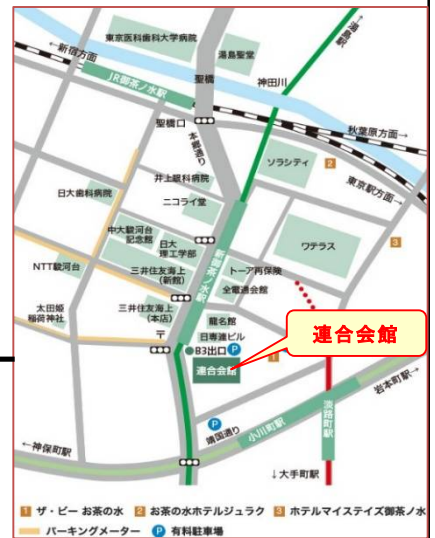 東京医科歯科大学病院
湯島聖堂
↑湯島駅
←新宿方面
JR御茶ノ水駅
聖橋
神田川
聖橋口
本郷通り
秋葉原方面→
ソラシティ
2
東京駅方面→
井上眼科病院
日大歯科病院
ニコライ堂
中大駿河台
記念館
日大
理工学部
新御茶ノ水駅
ワテラス
3
NTT駿河台
三井住友海上
(新館)
トーア再保険
全電通会館
太田姫
稲荷神社
三井住友海上
(本店)
龍名館
日専連ビル
連合会館
〒
B3出口
P
1
連合会館
淡路町駅
岩本町駅→
小川町駅
P
靖国通り
←神保町駅
↓大手町駅
1 ザ・ビー お茶の水 2 お茶の水ホテルジュラク 3 ホテルマイステイズ御茶ノ水
パーキングメーター P 有料駐車場